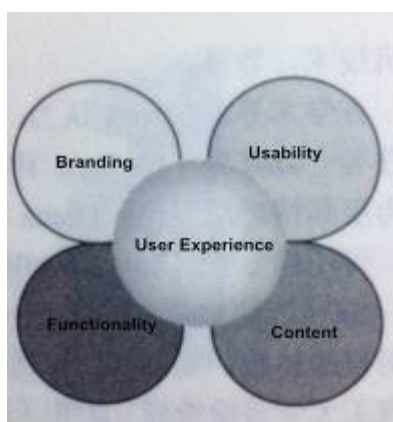 Branding
Usability
User Experience
Functionality
Content